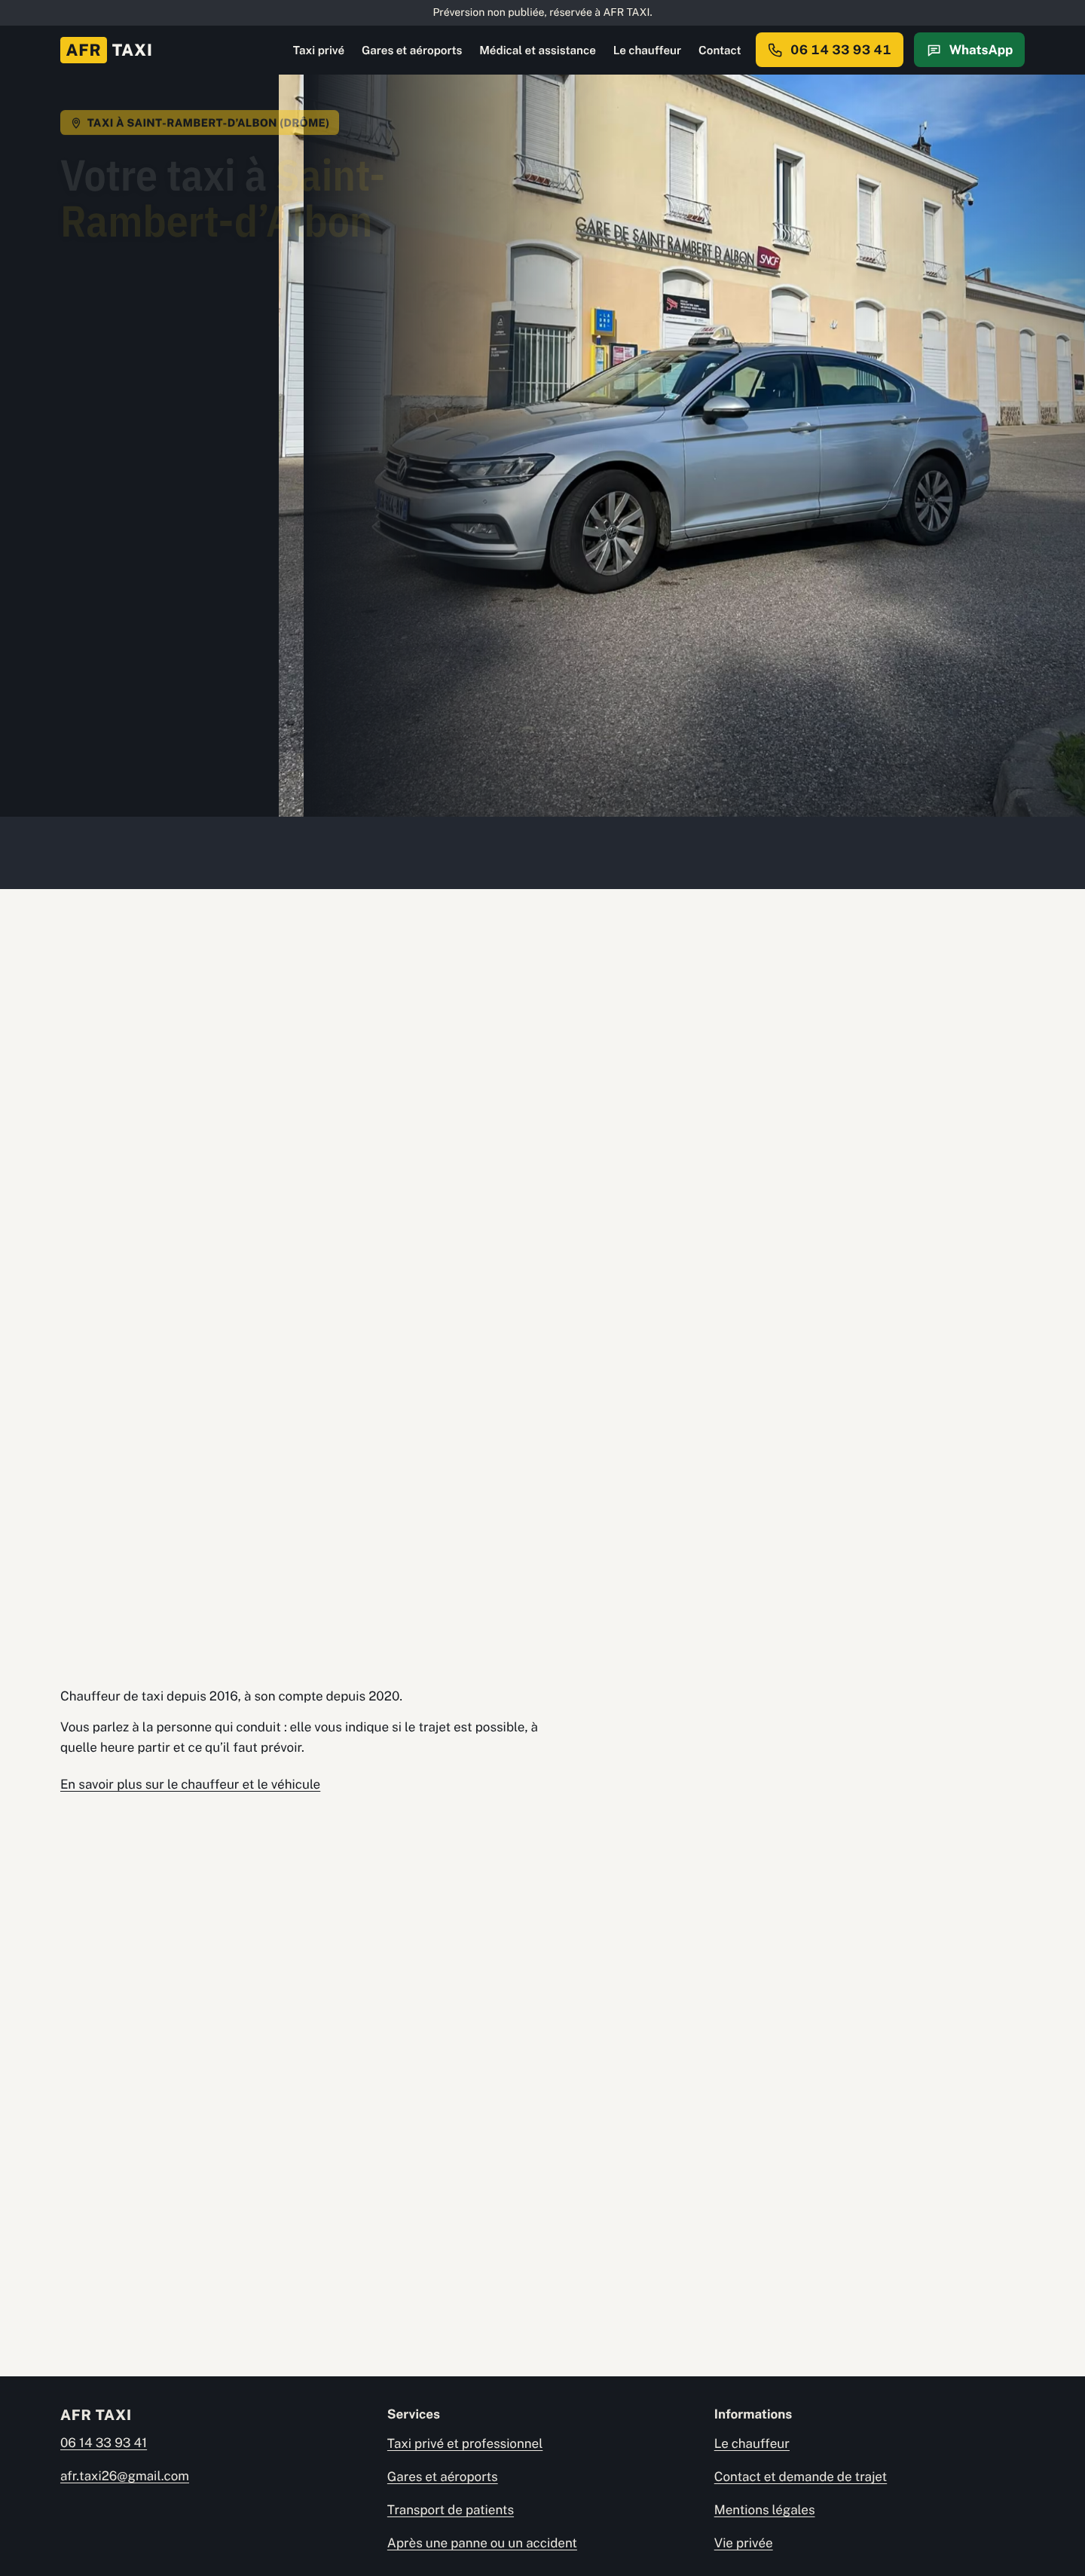 Préversion non publiée, réservée à AFR TAXI.
AFR TAXI
Taxi privé
Gares et aéroports
Médical et assistance
Le chauffeur
Contact
06 14 33 93 41
WhatsApp
TAXI À SAINT-RAMBERT-D’ALBON (DRÔME)
Votre taxi à Saint-
Rambert-d’Arbon
GARE DE SAINT RAMBERT D ALBON
SNCF
Chauffeur de taxi depuis 2016, à son compte depuis 2020.
Vous parlez à la personne qui conduit : elle vous indique si le trajet est possible, à
quelle heure partir et ce qu’il faut prévoir.
En savoir plus sur le chauffeur et le véhicule
AFR TAXI
06 14 33 93 41
afr.taxi26@gmail.com
Services
Taxi privé et professionnel
Gares et aéroports
Transport de patients
Après une panne ou un accident
Informations
Le chauffeur
Contact et demande de trajet
Mentions légales
Vie privée